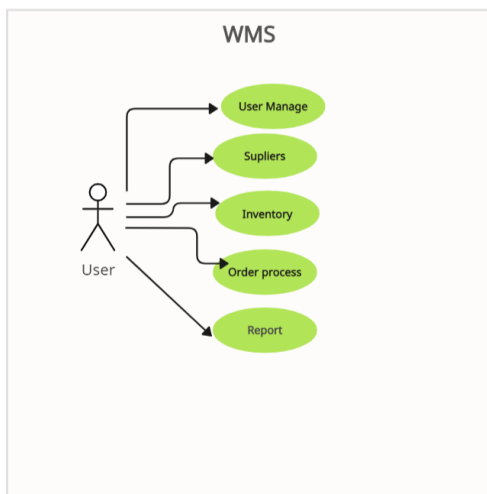 WMS
User Manage
Supliers
Inventory
Order process
User
Report